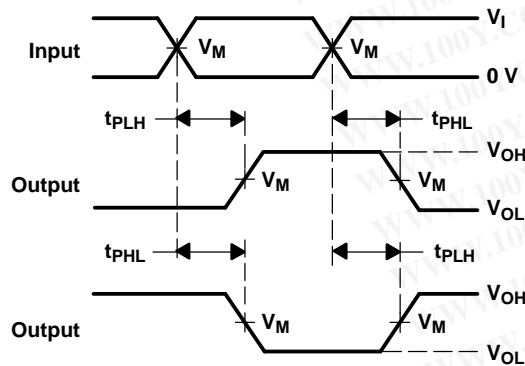 V_I
Input V_M V_M
0 V
t_PLH t_PHL
V_OH
Output V_M V_M
V_OL
t_PHL t_PLH
V_OH
Output V_M V_M
V_OL